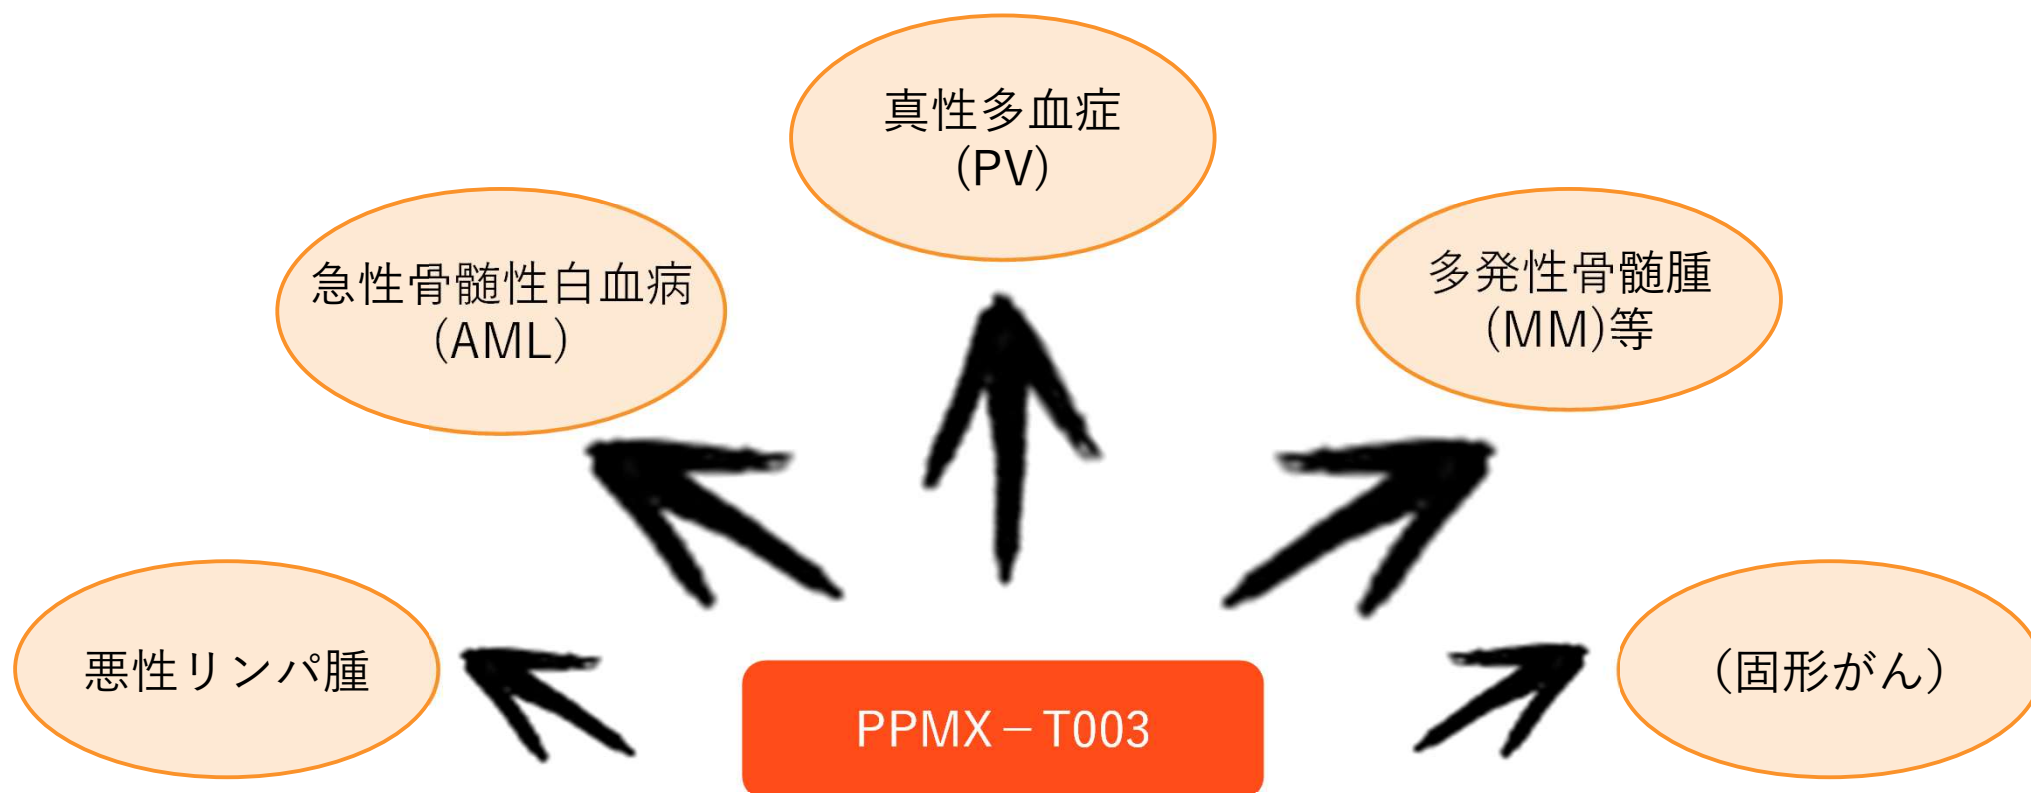 真性多血症
(PV)
急性骨髄性白血病
(AML)
多発性骨髄腫
(MM)等
悪性リンパ腫
PPMX－T003
（固形がん）